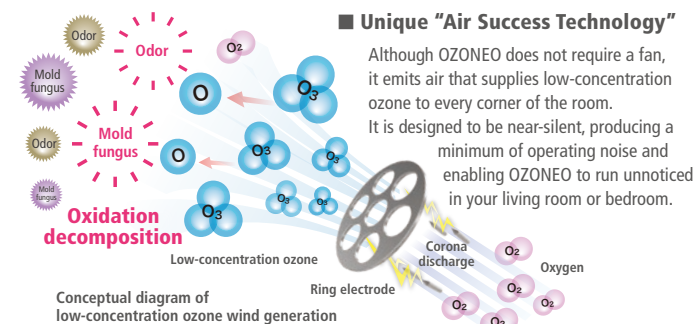 ■ Unique “Air Success Technology”
Although OZONEO does not require a fan,
it emits air that supplies low-concentration
ozone to every corner of the room.
It is designed to be near-silent, producing a
minimum of operating noise and
enabling OZONEO to run unnoticed
in your living room or bedroom.
Odor
Odor
O2
Mold
fungus
O
O3
Mold
fungus
Odor
O
O3
O3
Mold
fungus
O3
O3
O3
Oxidation
decomposition
Low-concentration ozone
Ring electrode
Corona
discharge
O2
Oxygen
O2
O2
O2
O2
Conceptual diagram of
low-concentration ozone wind generation